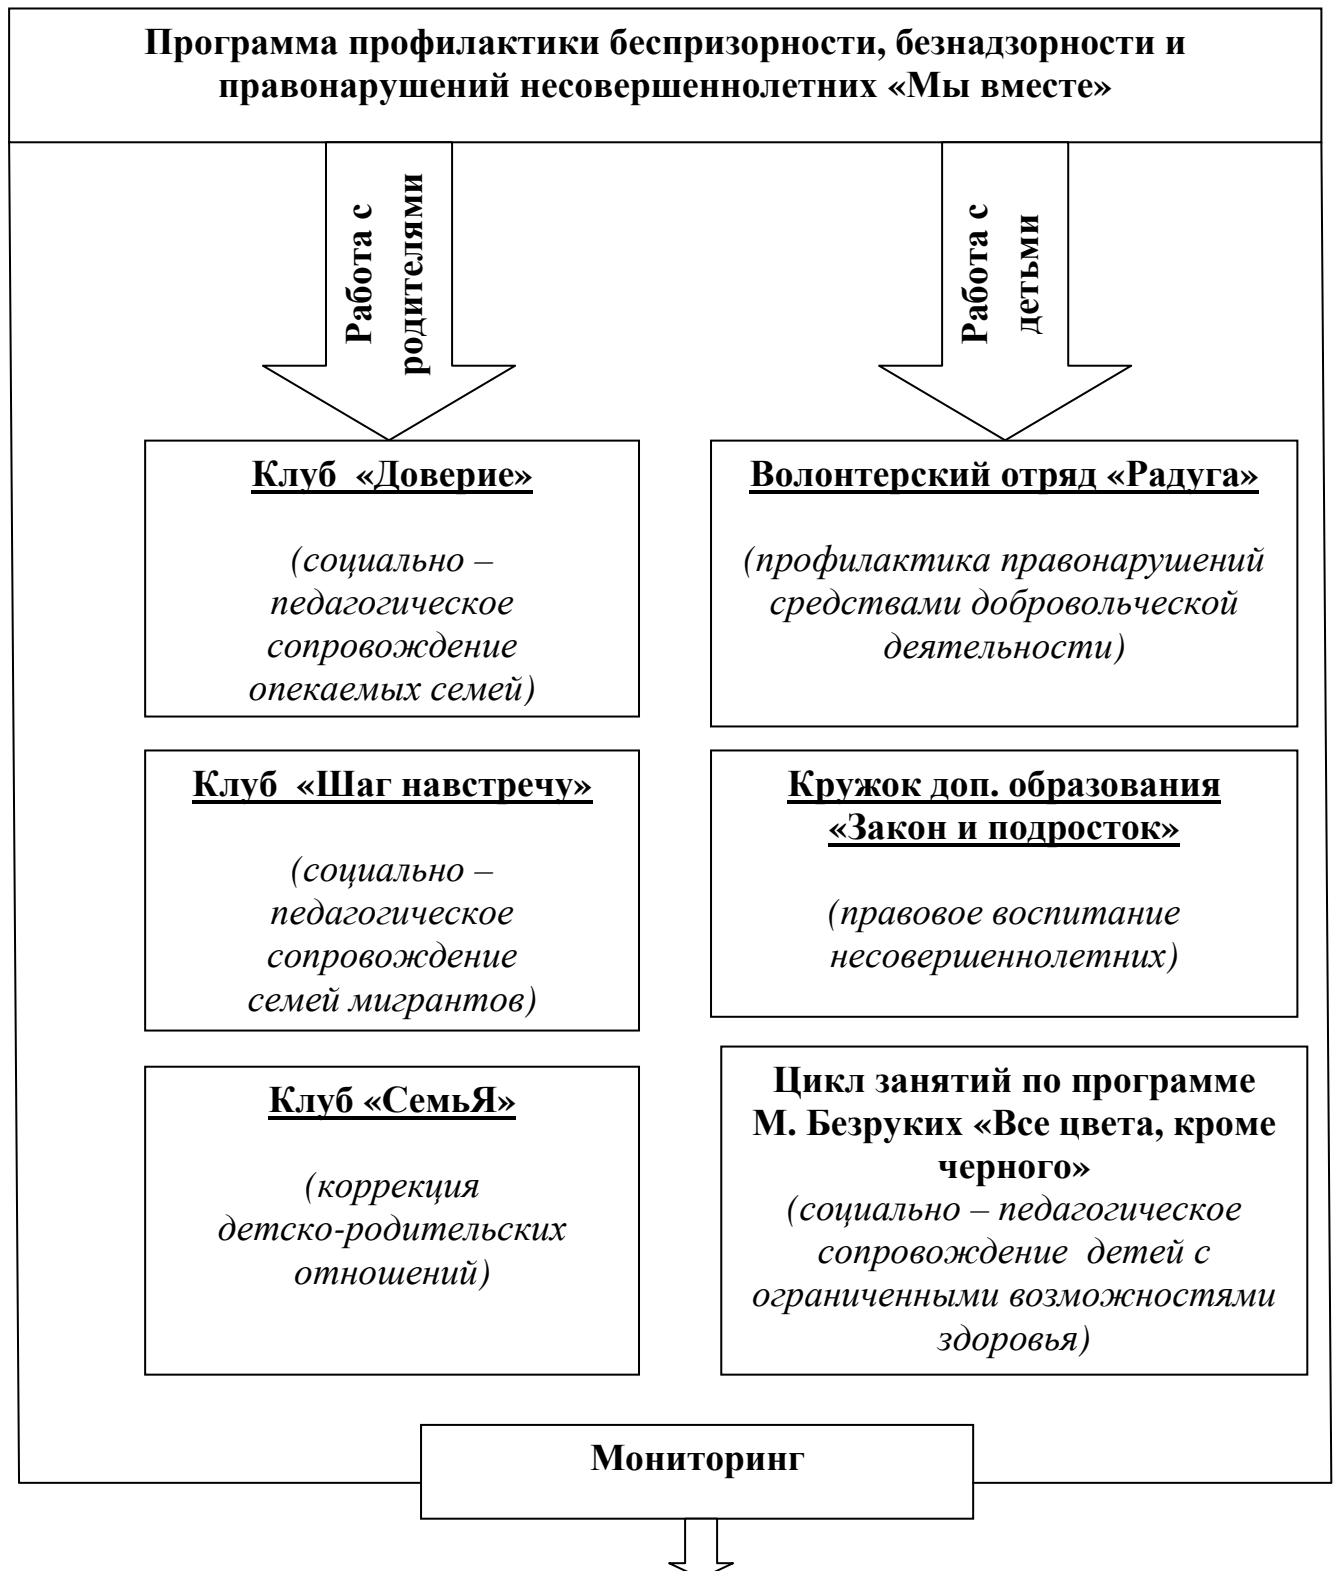 Программа профилактики беспризорности, безнадзорности и
правонарушений несовершеннолетних «Мы вместе»
Работа с
родителями
Работа с
детьми
Клуб «Доверие»
(социально –
педагогическое
сопровождение
опекаемых семей)
Волонтерский отряд «Радуга»
(профилактика правонарушений
средствами добровольческой
деятельности)
Клуб «Шаг навстречу»
(социально –
педагогическое
сопровождение
семей мигрантов)
Кружок доп. образования
«Закон и подросток»
(правовое воспитание
несовершеннолетних)
Клуб «СемьЯ»
(коррекция
детско-родительских
отношений)
Цикл занятий по программе
М. Безруких «Все цвета, кроме
черного»
(социально – педагогическое
сопровождение детей с
ограниченными возможностями
здоровья)
Мониторинг